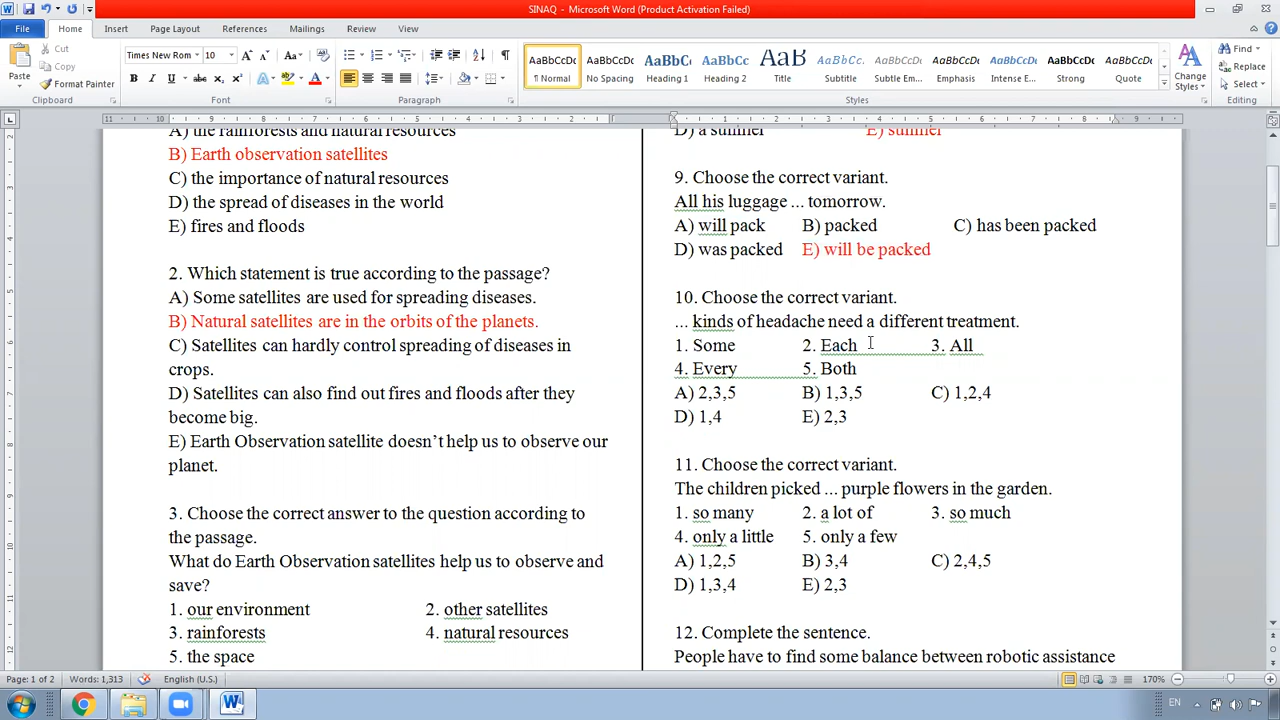 SINAQ - Microsoft Word (Product Activation Failed)
File Home Insert Page Layout References Mailings Review View
Paste
Cut
Copy
Format Painter
Clipboard
Times New Rom 10
Font
Paragraph
AaBbCcDc AaBbCcDc AaBbC AaBbCc AaB AaBbCc. AaBbCcDc AaBbCcDc AaBbCcDc AaBbCcDc AaBbCcDc
¶ Normal No Spacing Heading 1 Heading 2 Title Subtitle Subtle Em... Emphasis Intense E... Strong Quote
Styles
Change Styles
Find
Replace
Select
Editing
A) the rainforests and natural resources
B) Earth observation satellites
C) the importance of natural resources
D) the spread of diseases in the world
E) fires and floods
2. Which statement is true according to the passage?
A) Some satellites are used for spreading diseases.
B) Natural satellites are in the orbits of the planets.
C) Satellites can hardly control spreading of diseases in
crops.
D) Satellites can also find out fires and floods after they
become big.
E) Earth Observation satellite doesn’t help us to observe our
planet.
3. Choose the correct answer to the question according to
the passage.
What do Earth Observation satellites help us to observe and
save?
1. our environment 2. other satellites
3. rainforests 4. natural resources
5. the space
D) a sumer E) sumer
9. Choose the correct variant.
All his luggage ... tomorrow.
A) will pack B) packed C) has been packed
D) was packed E) will be packed
10. Choose the correct variant.
... kinds of headache need a different treatment.
1. Some 2. Each 3. All
4. Every 5. Both
A) 2,3,5 B) 1,3,5 C) 1,2,4
D) 1,4 E) 2,3
11. Choose the correct variant.
The children picked ... purple flowers in the garden.
1. so many 2. a lot of 3. so much
4. only a little 5. only a few
A) 1,2,5 B) 3,4 C) 2,4,5
D) 1,3,4 E) 2,3
12. Complete the sentence.
People have to find some balance between robotic assistance
Page: 1 of 2 Words: 1,313 English (U.S.) 170%
EN 18:06